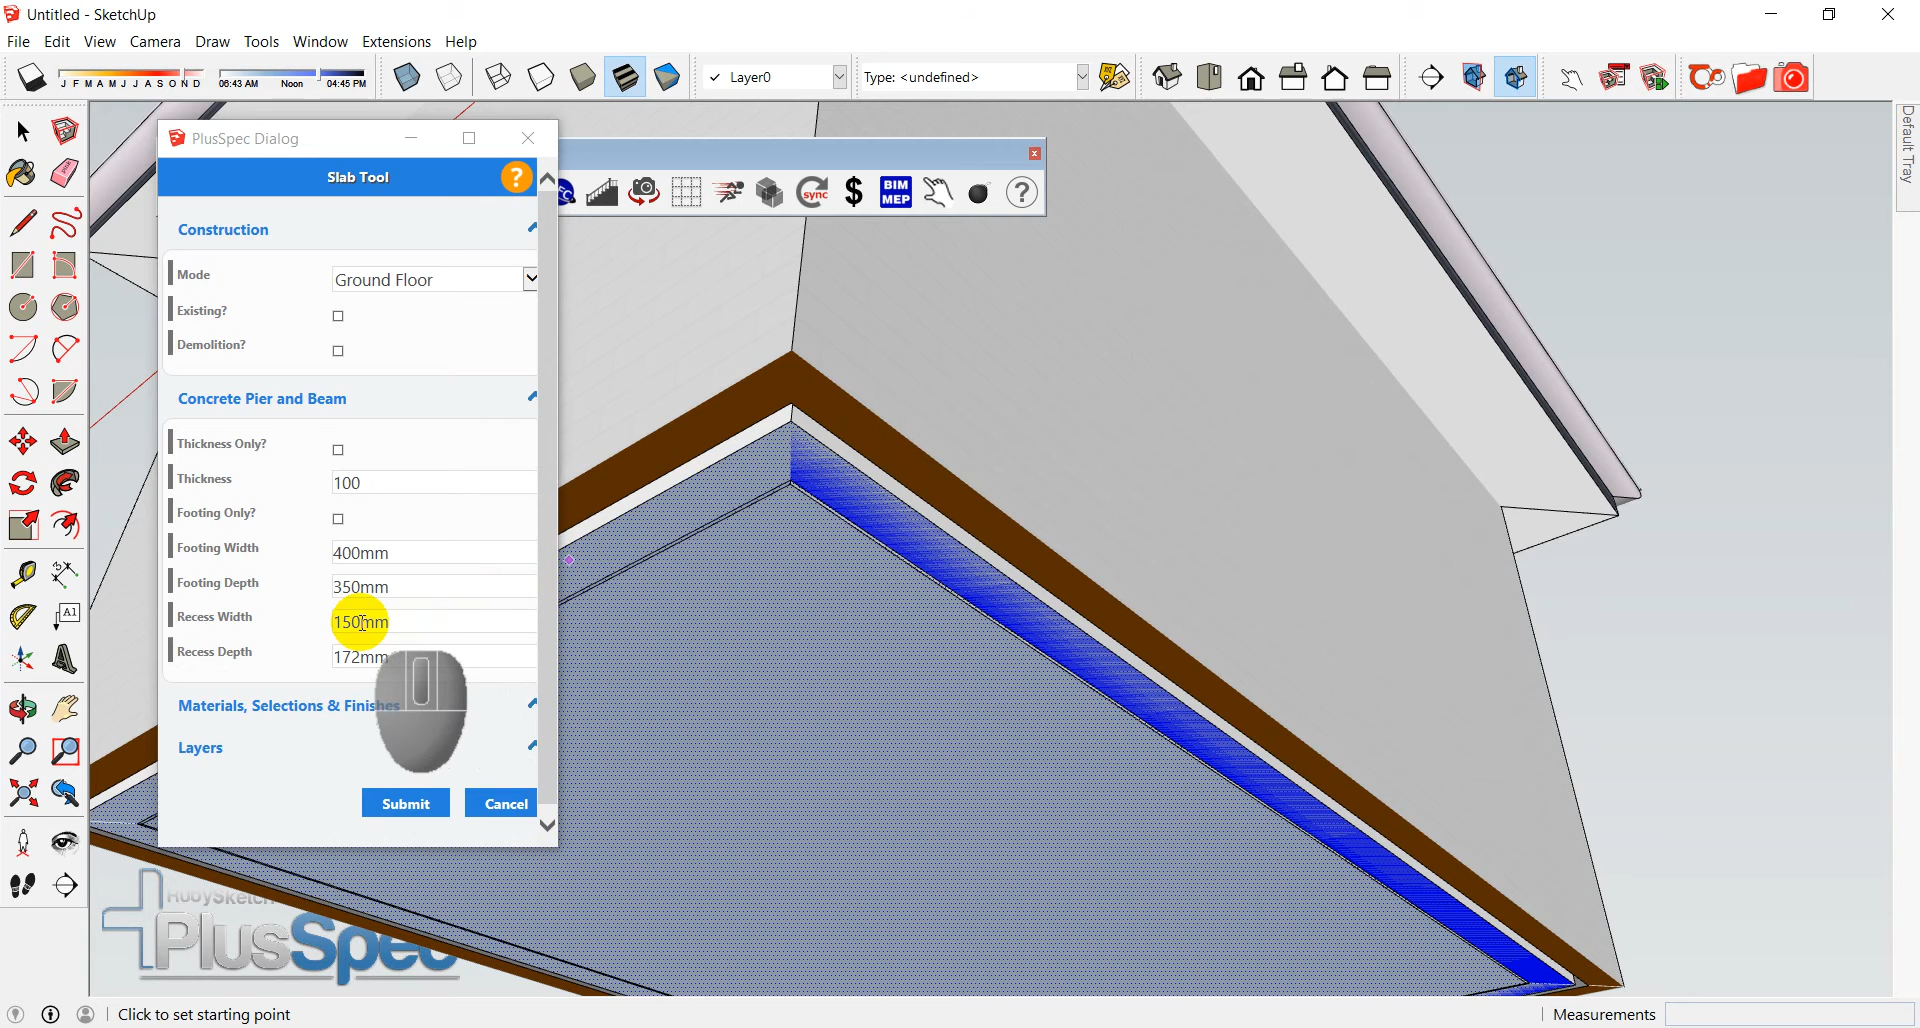 Untitled - SketchUp
File Edit View Camera Draw Tools Window Extensions Help
J F M A M J J A S O N D
06:43 AM Noon 04:45 PM
Layer0
Type: <undefined>
PlusSpec Dialog
Slab Tool
?
Construction
Mode
Ground Floor
Existing?
Demolition?
Concrete Pier and Beam
Thickness Only?
Thickness
100
Footing Only?
Footing Width
400mm
Footing Depth
350mm
Recess Width
150mm
Recess Depth
172mm
Materials, Selections & Finishes
Layers
Submit
Cancel
sync
$
BIM
MEP
?
A1
Default Tray
RubySketch
PlusSpec
Click to set starting point
Measurements